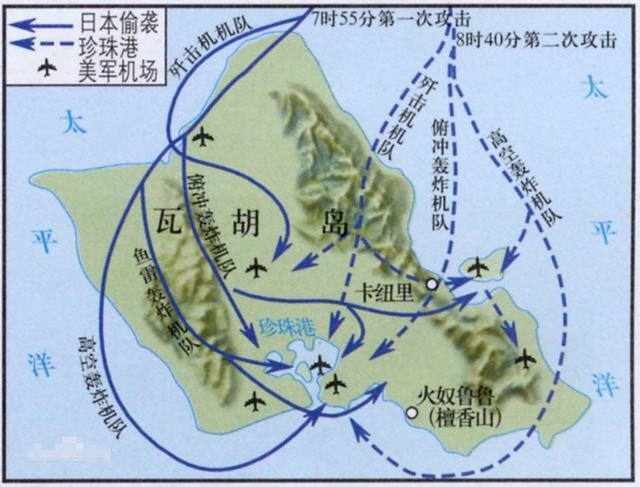 日本偷袭
珍珠港
美军机场
7时55分第一次攻击
8时40分第二次攻击
歼击机机队
歼击机机队
俯冲轰炸机队
高空轰炸机队
太
平
洋
太
平
洋
瓦胡岛
俯冲轰炸机队
鱼雷轰炸机队
高空轰炸机队
卡纽里
珍珠港
火奴鲁鲁
(檀香山)